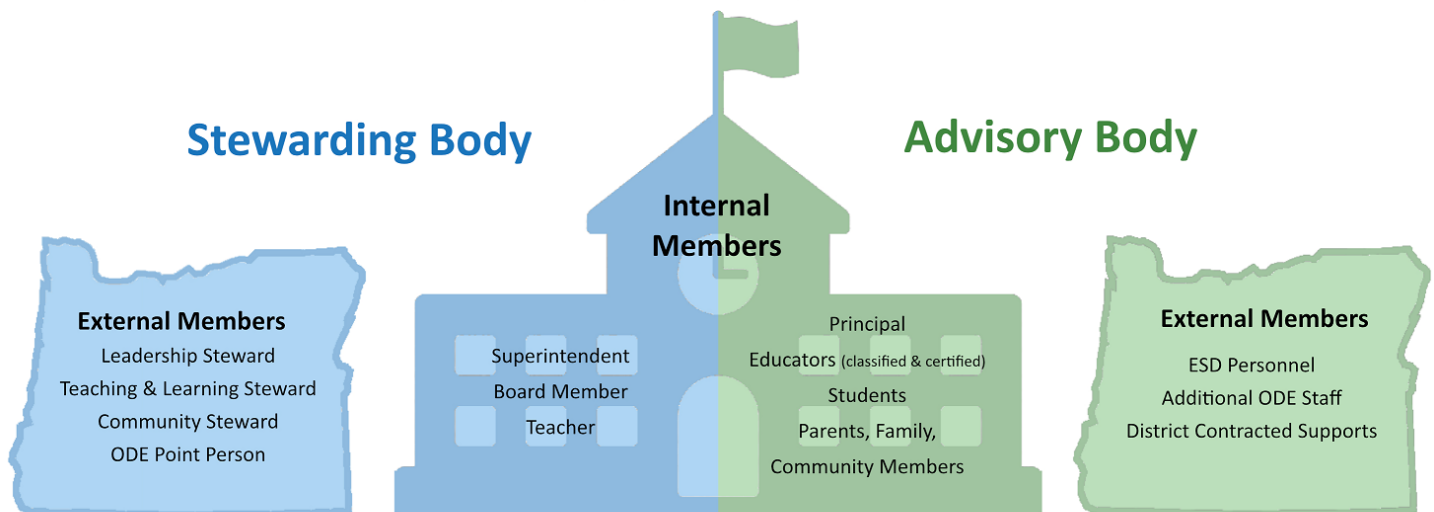 Stewarding Body
Advisory Body
Internal
Members
External Members
Leadership Steward
Teaching & Learning Steward
Community Steward
ODE Point Person
Superintendent
Board Member
Teacher
Principal
Educators (classified & certified)
Students
Parents, Family,
Community Members
External Members
ESD Personnel
Additional ODE Staff
District Contracted Supports